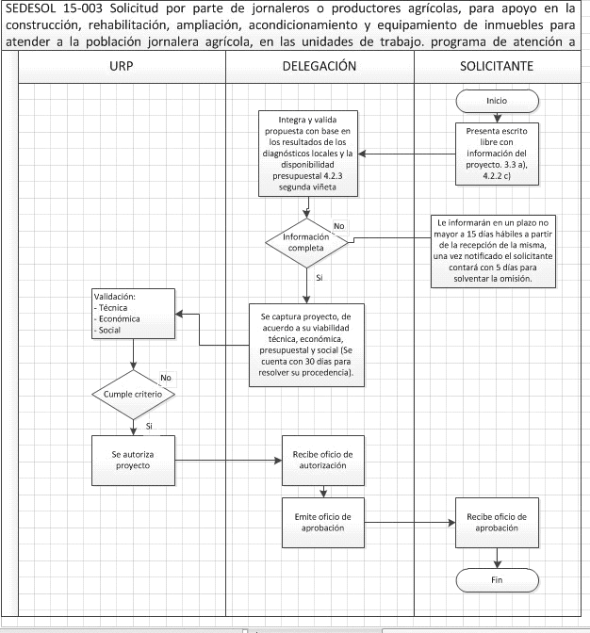 SEDESOL 15-003 Solicitud por parte de jornaleros o productores agrícolas, para apoyo en la
construcción, rehabilitación, ampliación, acondicionamiento y equipamiento de inmuebles para
atender a la población jornalera agrícola, en las unidades de trabajo. programa de atención a
URP
DELEGACIÓN
SOLICITANTE
Inicio
Presenta escrito
libre con
información del
proyecto. 3.3 a),
4.2.2 c)
Integra y valida
propuesta con base en
los resultados de los
diagnósticos locales y la
disponibilidad
presupuestal 4.2.3
segunda viñeta
Información
completa
No
Le informarán en un plazo no
mayor a 15 días hábiles a partir
de la recepción de la misma,
una vez notificado el solicitante
contará con 5 días para
solventar la omisión.
Si
Se captura proyecto, de
acuerdo a su viabilidad
técnica, económica,
presupuestal y social (Se
cuenta con 30 días para
resolver su procedencia).
Validación:
- Técnica
- Económica
- Social
Cumple criterio
No
Si
Se autoriza
proyecto
Recibe oficio de
autorización
Emite oficio de
aprobación
Recibe oficio de
aprobación
Fin